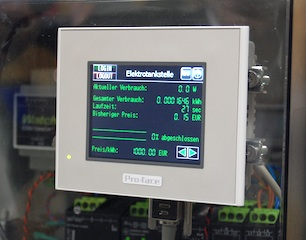 LOGIN
LOGOUT
Elektrotankstelle
Aktueller Verbrauch: 0.0 W
Gesamter Verbrauch: 0.0001646 kWh
Laufzeit: 27 sec
Bisheriger Preis: 0.15 EUR
0% abgeschlossen
Preis/kWh: 1000.00 EUR
Pro-face